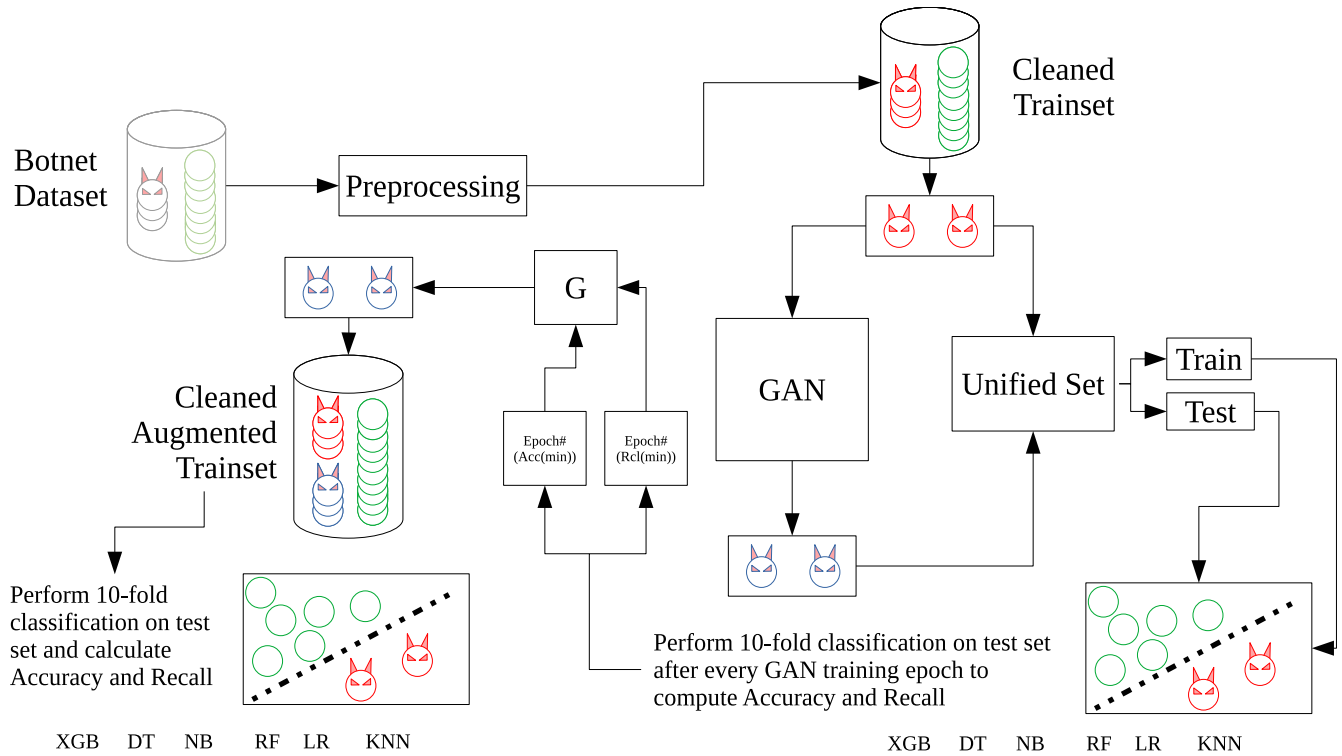 Cleaned
Trainset
Botnet
Dataset
Preprocessing
G
GAN
Unified Set
Train
Test
Cleaned
Augmented
Trainset
Epoch#
(Acc(min))
Epoch#
(Rcl(min))
Perform 10-fold
classification on test
set and calculate
Accuracy and Recall
Perform 10-fold classification on test set
after every GAN training epoch to
compute Accuracy and Recall
XGB DT NB RF LR KNN
XGB DT NB RF LR KNN